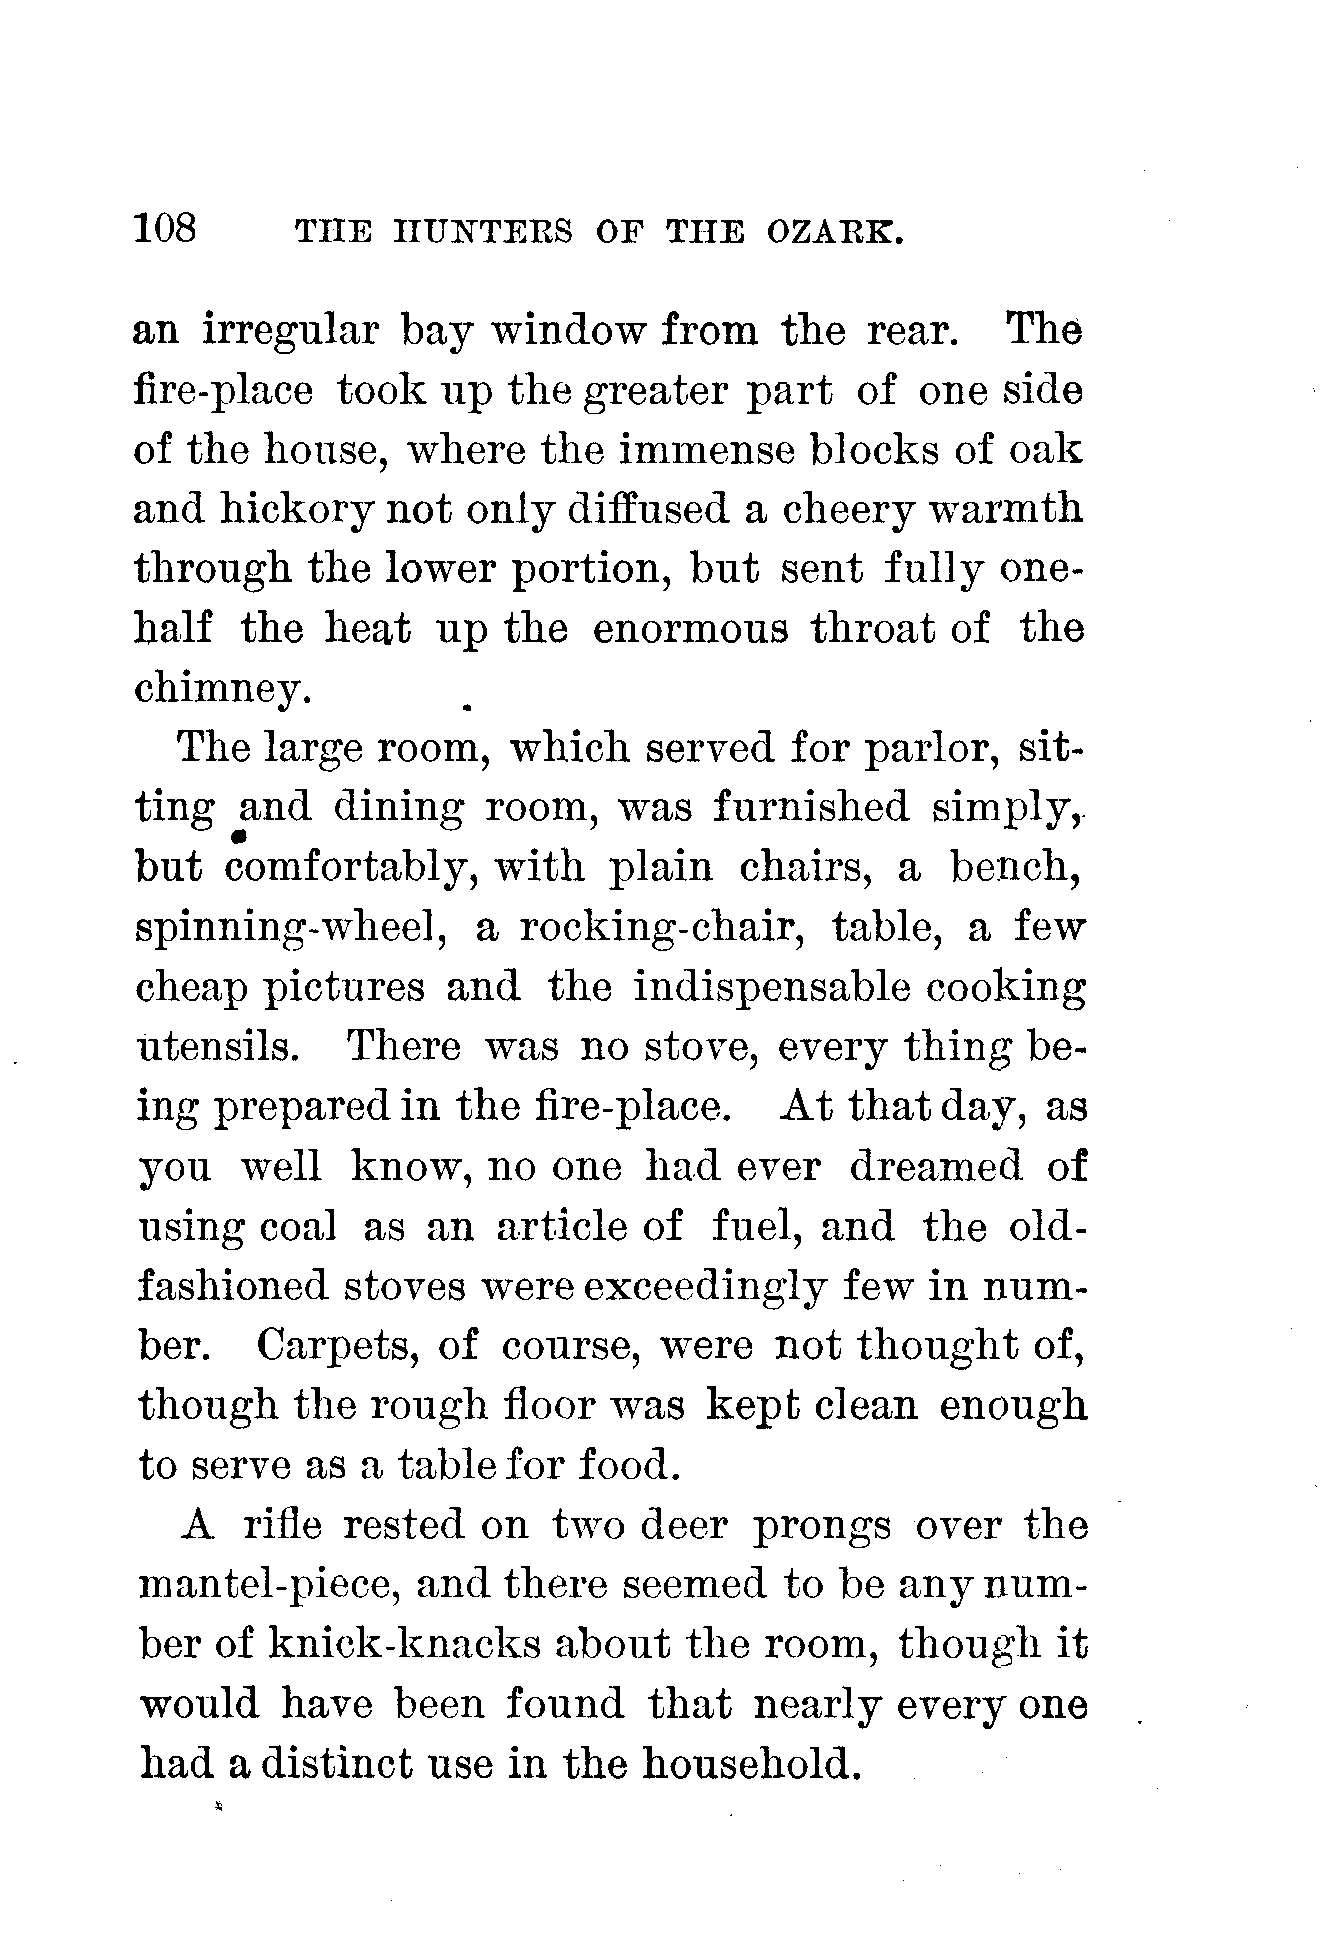 108 THE HUNTERS OF THE OZARK.
an irregular bay window from the rear. The
fire-place took up the greater part of one side
of the house, where the immense blocks of oak
and hickory not only diffused a cheery warmth
through the lower portion, but sent fully one-
half the heat up the enormous throat of the
chimney.
The large room, which served for parlor, sit-
ting and dining room, was furnished simply,
but comfortably, with plain chairs, a bench,
spinning-wheel, a rocking-chair, table, a few
cheap pictures and the indispensable cooking
utensils. There was no stove, every thing be-
ing prepared in the fire-place. At that day, as
you well know, no one had ever dreamed of
using coal as an article of fuel, and the old-
fashioned stoves were exceedingly few in num-
ber. Carpets, of course, were not thought of,
though the rough floor was kept clean enough
to serve as a table for food.
A rifle rested on two deer prongs over the
mantel-piece, and there seemed to be any num-
ber of knick-knacks about the room, though it
would have been found that nearly every one
had a distinct use in the household.